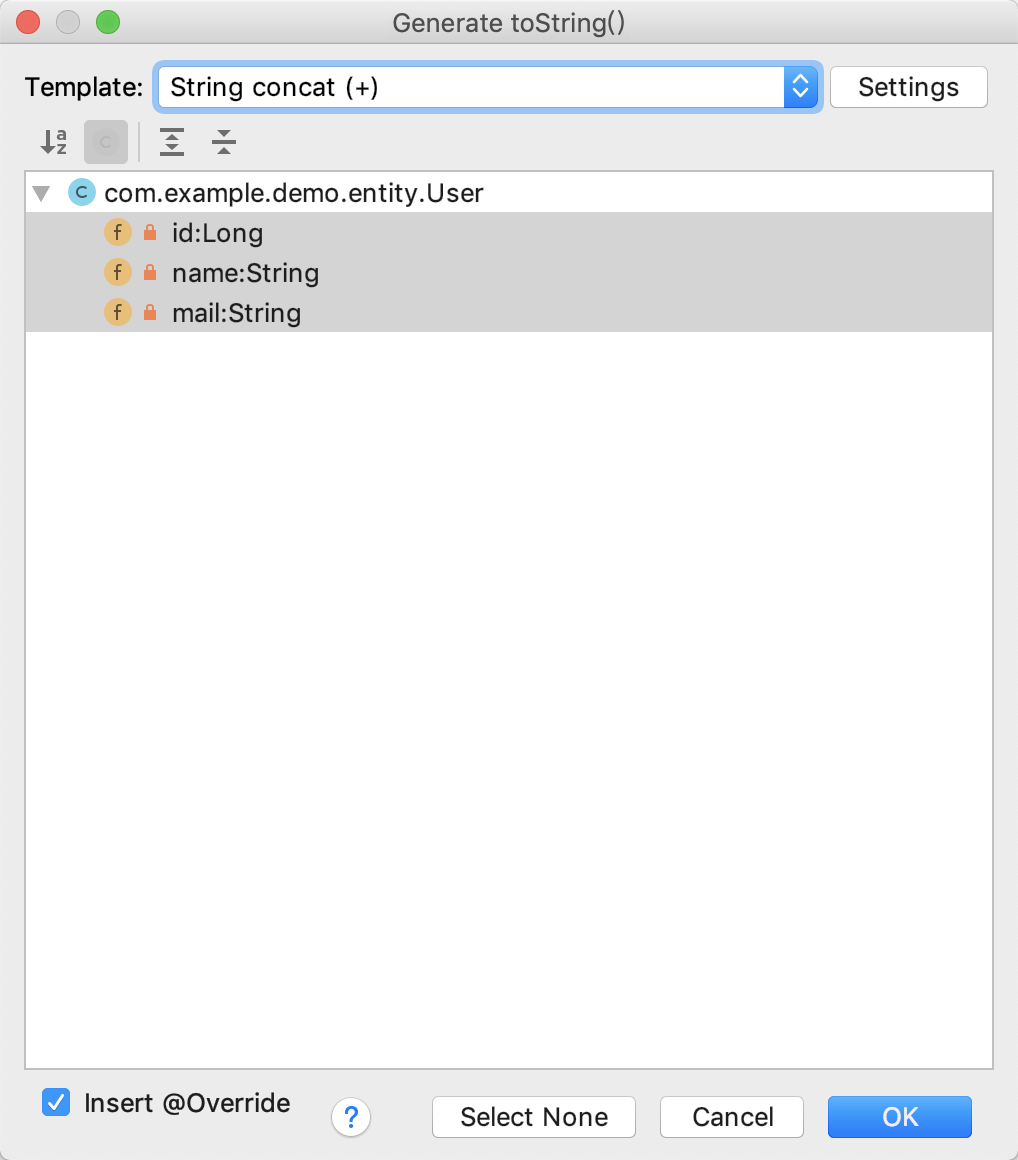 Generate toString()
Template: String concat (+) Settings
a
z
C
C com.example.demo.entity.User
f id:Long
f name:String
f mail:String
Insert @Override ? Select None Cancel OK